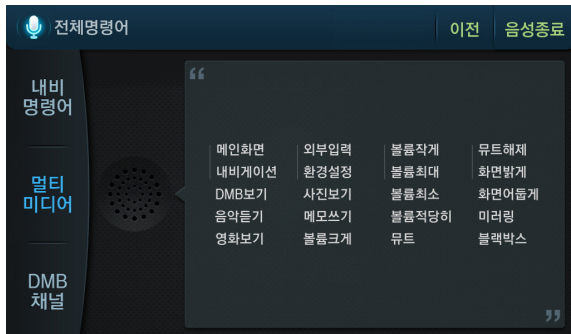 전체명령어
이전 음성종료
내비
명령어
멀티
미디어
DMB
채널
“
메인화면 외부입력 볼륨작게 뮤트해제
내비게이션 환경설정 볼륨최대 화면밝게
DMB보기 사진보기 볼륨최소 화면어둡게
음악듣기 메모쓰기 볼륨적당히 미러링
영화보기 볼륨크게 뮤트 블랙박스
”